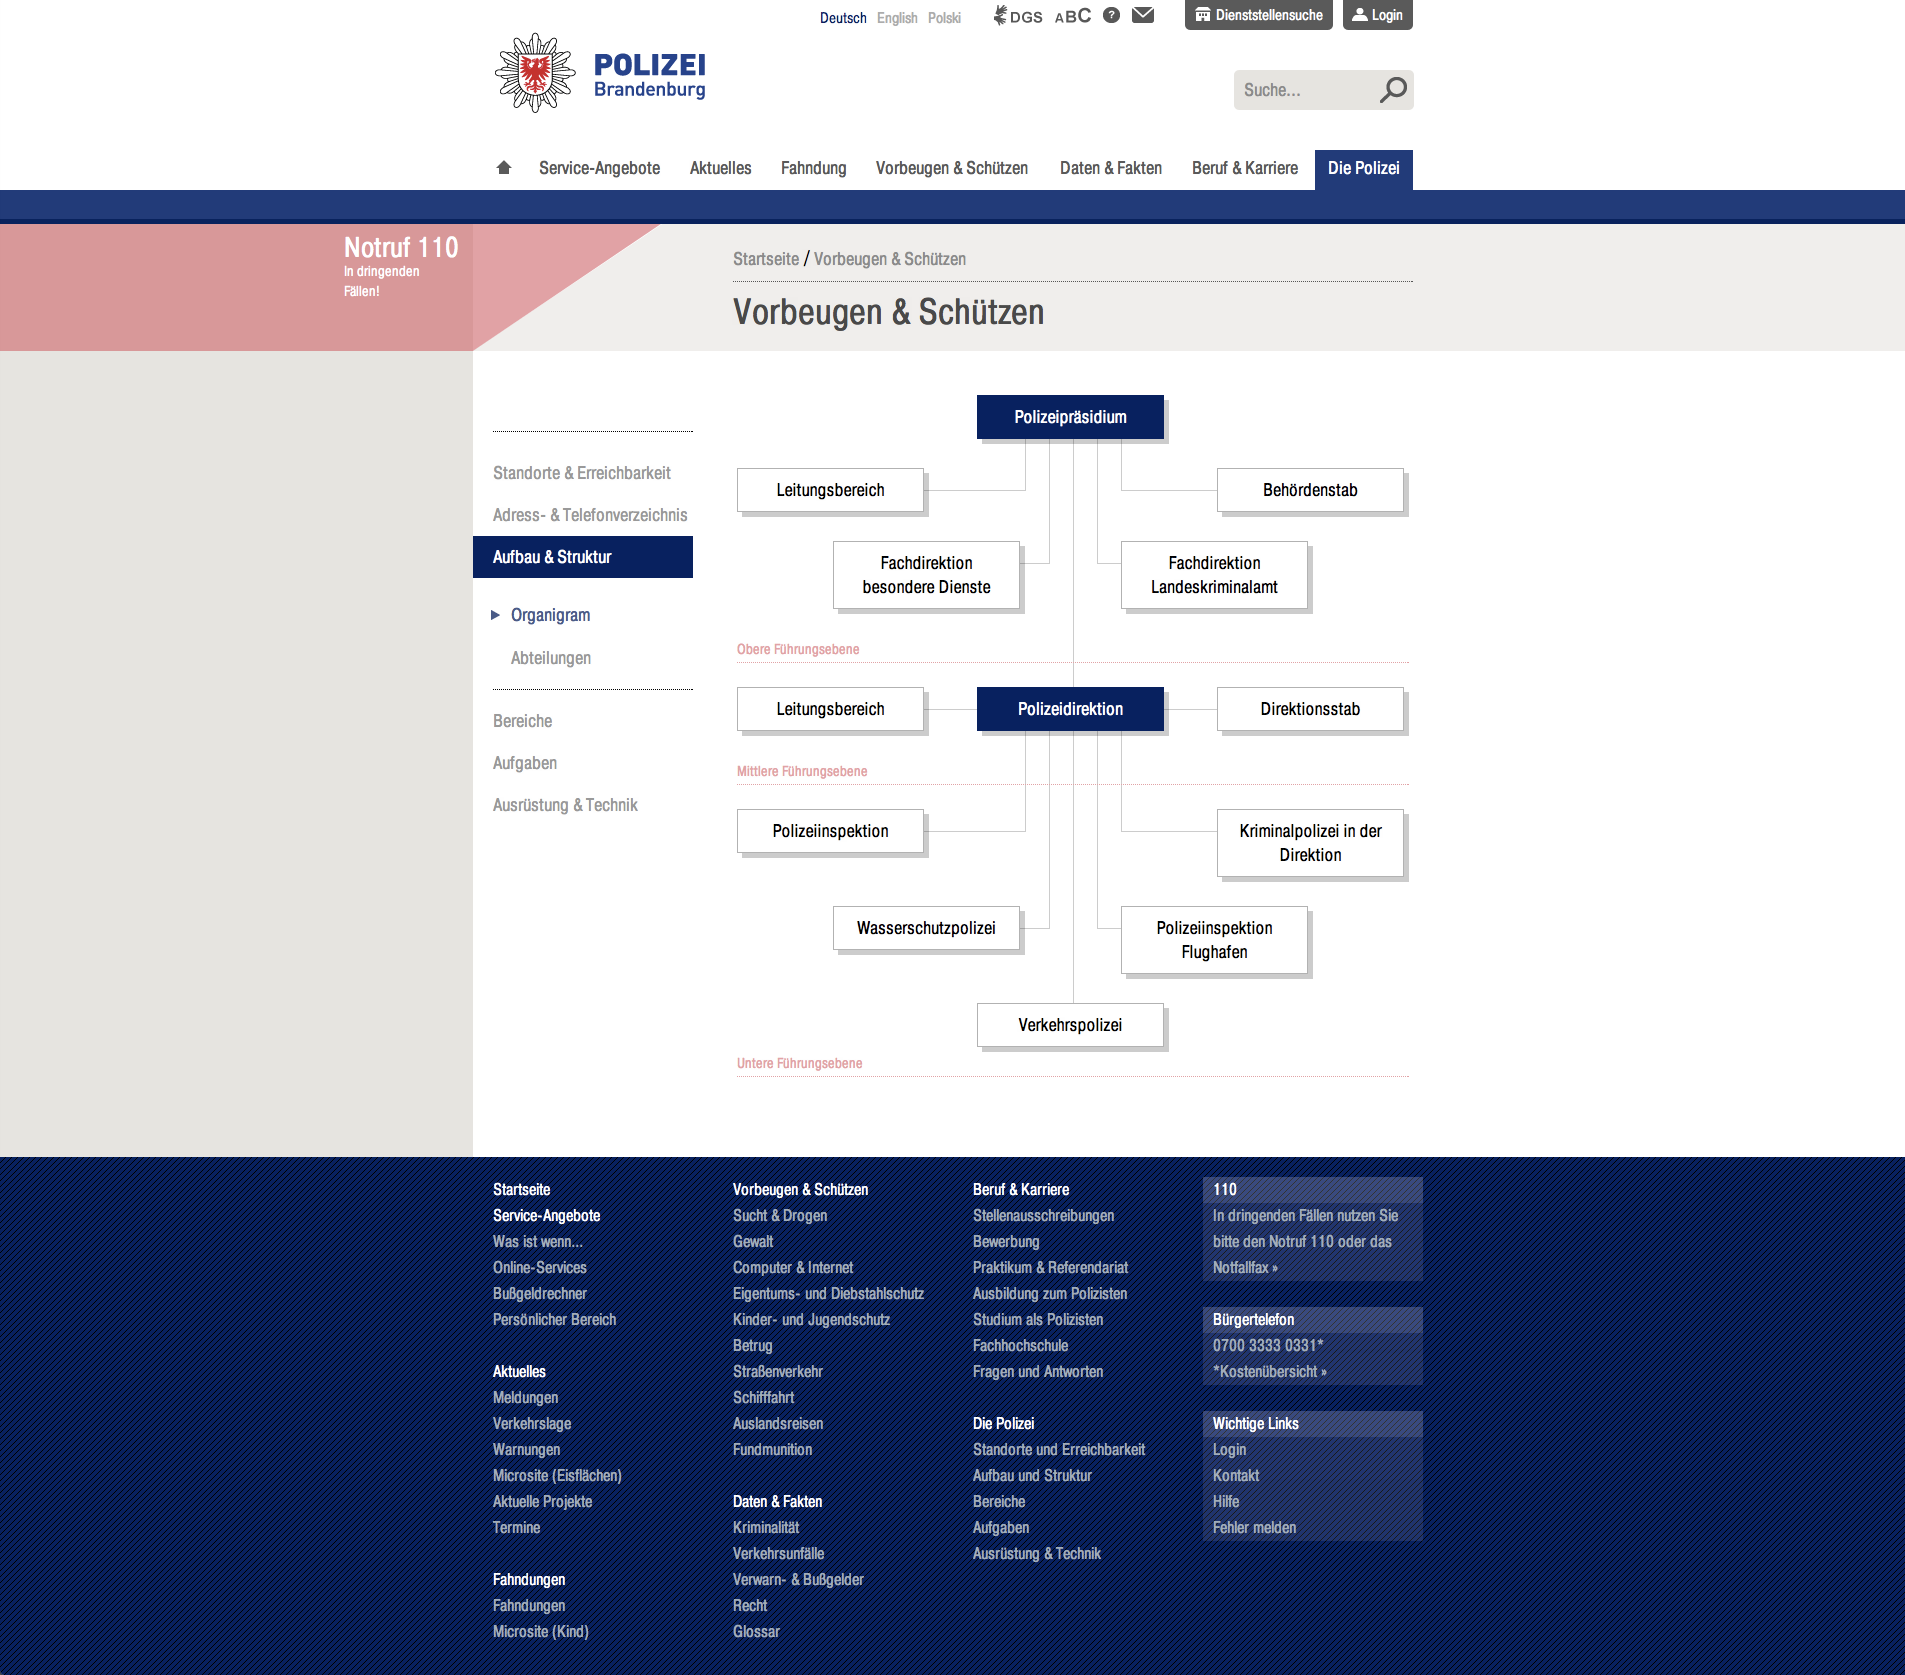 Deutsch English Polski DGS ABC ? Dienststellensuche Login
POLIZEI
Brandenburg
Suche...
Service-Angebote Aktuelles Fahndung Vorbeugen & Schützen Daten & Fakten Beruf & Karriere Die Polizei
Notruf 110
In dringenden
Fällen!
Startseite / Vorbeugen & Schützen
Vorbeugen & Schützen
Standorte & Erreichbarkeit
Adress- & Telefonverzeichnis
Aufbau & Struktur
Organigram
Abteilungen
Bereiche
Aufgaben
Ausrüstung & Technik
Polizeipräsidium
Leitungsbereich
Behördenstab
Fachdirektion
besondere Dienste
Fachdirektion
Landeskriminalamt
Obere Führungsebene
Leitungsbereich
Polizeidirektion
Direktionsstab
Mittlere Führungsebene
Polizeiinspektion
Kriminalpolizei in der
Direktion
Wasserschutzpolizei
Polizeiinspektion
Flughafen
Verkehrspolizei
Untere Führungsebene
Startseite
Service-Angebote
Was ist wenn...
Online-Services
Bußgeldrechner
Persönlicher Bereich
Aktuelles
Meldungen
Verkehrslage
Warnungen
Microsite (Eisflächen)
Aktuelle Projekte
Termine
Fahndungen
Fahndungen
Microsite (Kind)
Vorbeugen & Schützen
Sucht & Drogen
Gewalt
Computer & Internet
Eigentums- und Diebstahlschutz
Kinder- und Jugendschutz
Betrug
Straßenverkehr
Schifffahrt
Auslandsreisen
Fundmunition
Daten & Fakten
Kriminalität
Verkehrsunfälle
Verwarn- & Bußgelder
Recht
Glossar
Beruf & Karriere
Stellenausschreibungen
Bewerbung
Praktikum & Referendariat
Ausbildung zum Polizisten
Studium als Polizisten
Fachhochschule
Fragen und Antworten
Die Polizei
Standorte und Erreichbarkeit
Aufbau und Struktur
Bereiche
Aufgaben
Ausrüstung & Technik
110
In dringenden Fällen nutzen Sie
bitte den Notruf 110 oder das
Notfallfax »
Bürgertelefon
0700 3333 0331*
*Kostenübersicht »
Wichtige Links
Login
Kontakt
Hilfe
Fehler melden